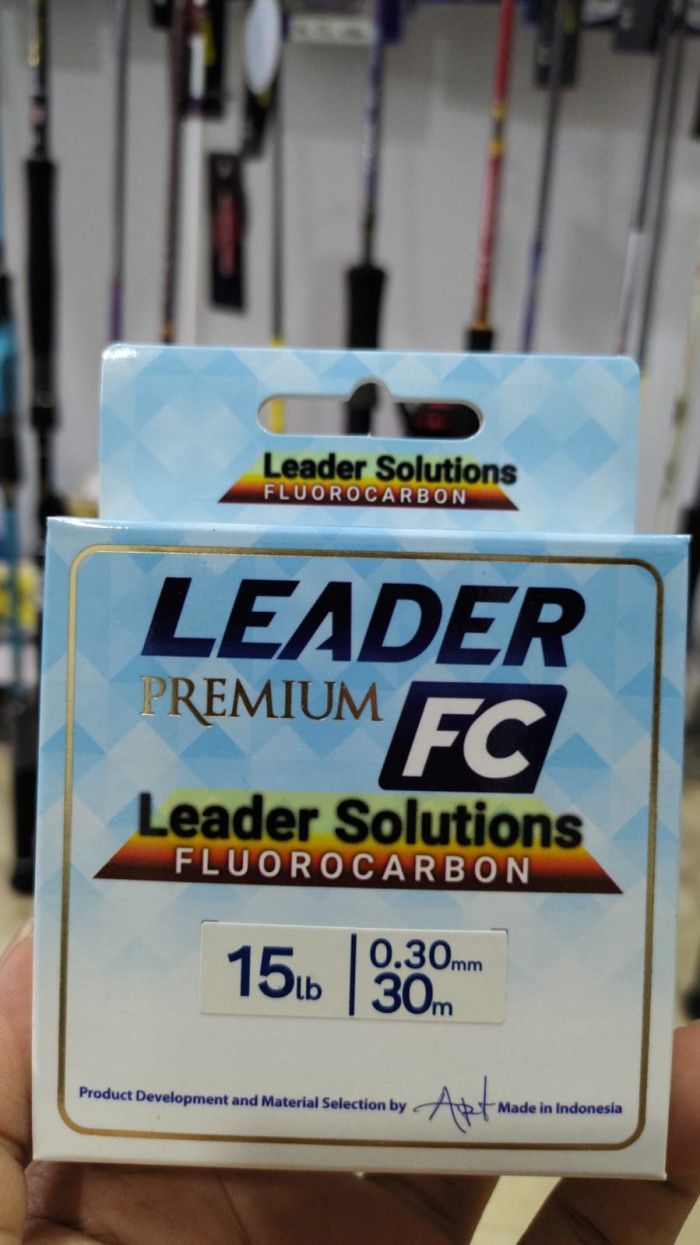 Leader Solutions
FLUOROCARBON
LEADER
PREMIUM FC
Leader Solutions
FLUOROCARBON
15lb
0.30mm
30m
Product Development and Material Selection by Made in Indonesia